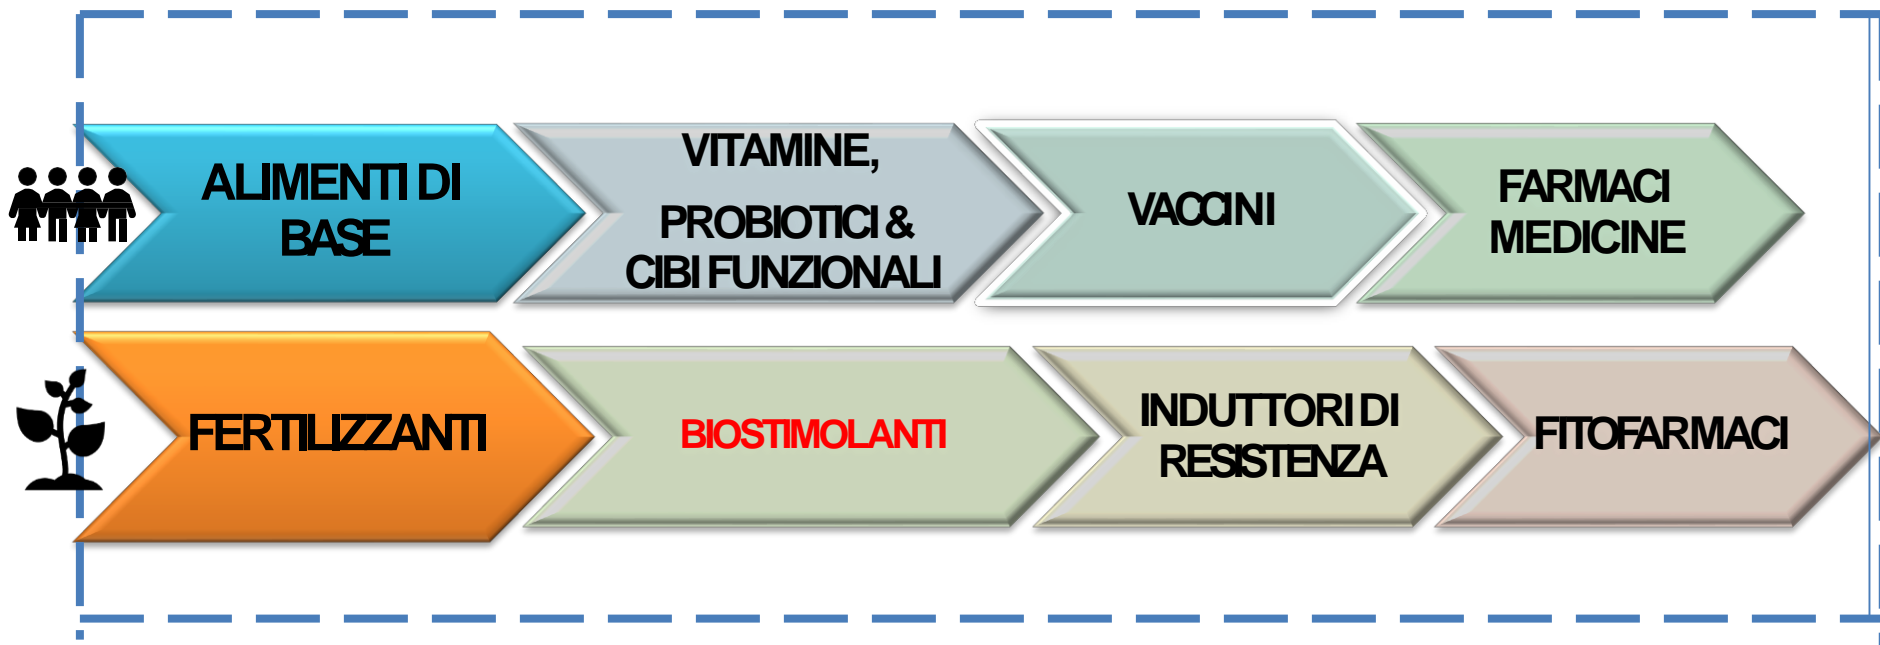 ALIMENTI DI
BASE
VITAMINE,
PROBIOTICI &
CIBI FUNZIONALI
VACCINI
FARMACI
MEDICINE
FERTILIZZANTI
BIOSTIMOLANTI
INDUTTORI DI
RESISTENZA
FITOFARMACI